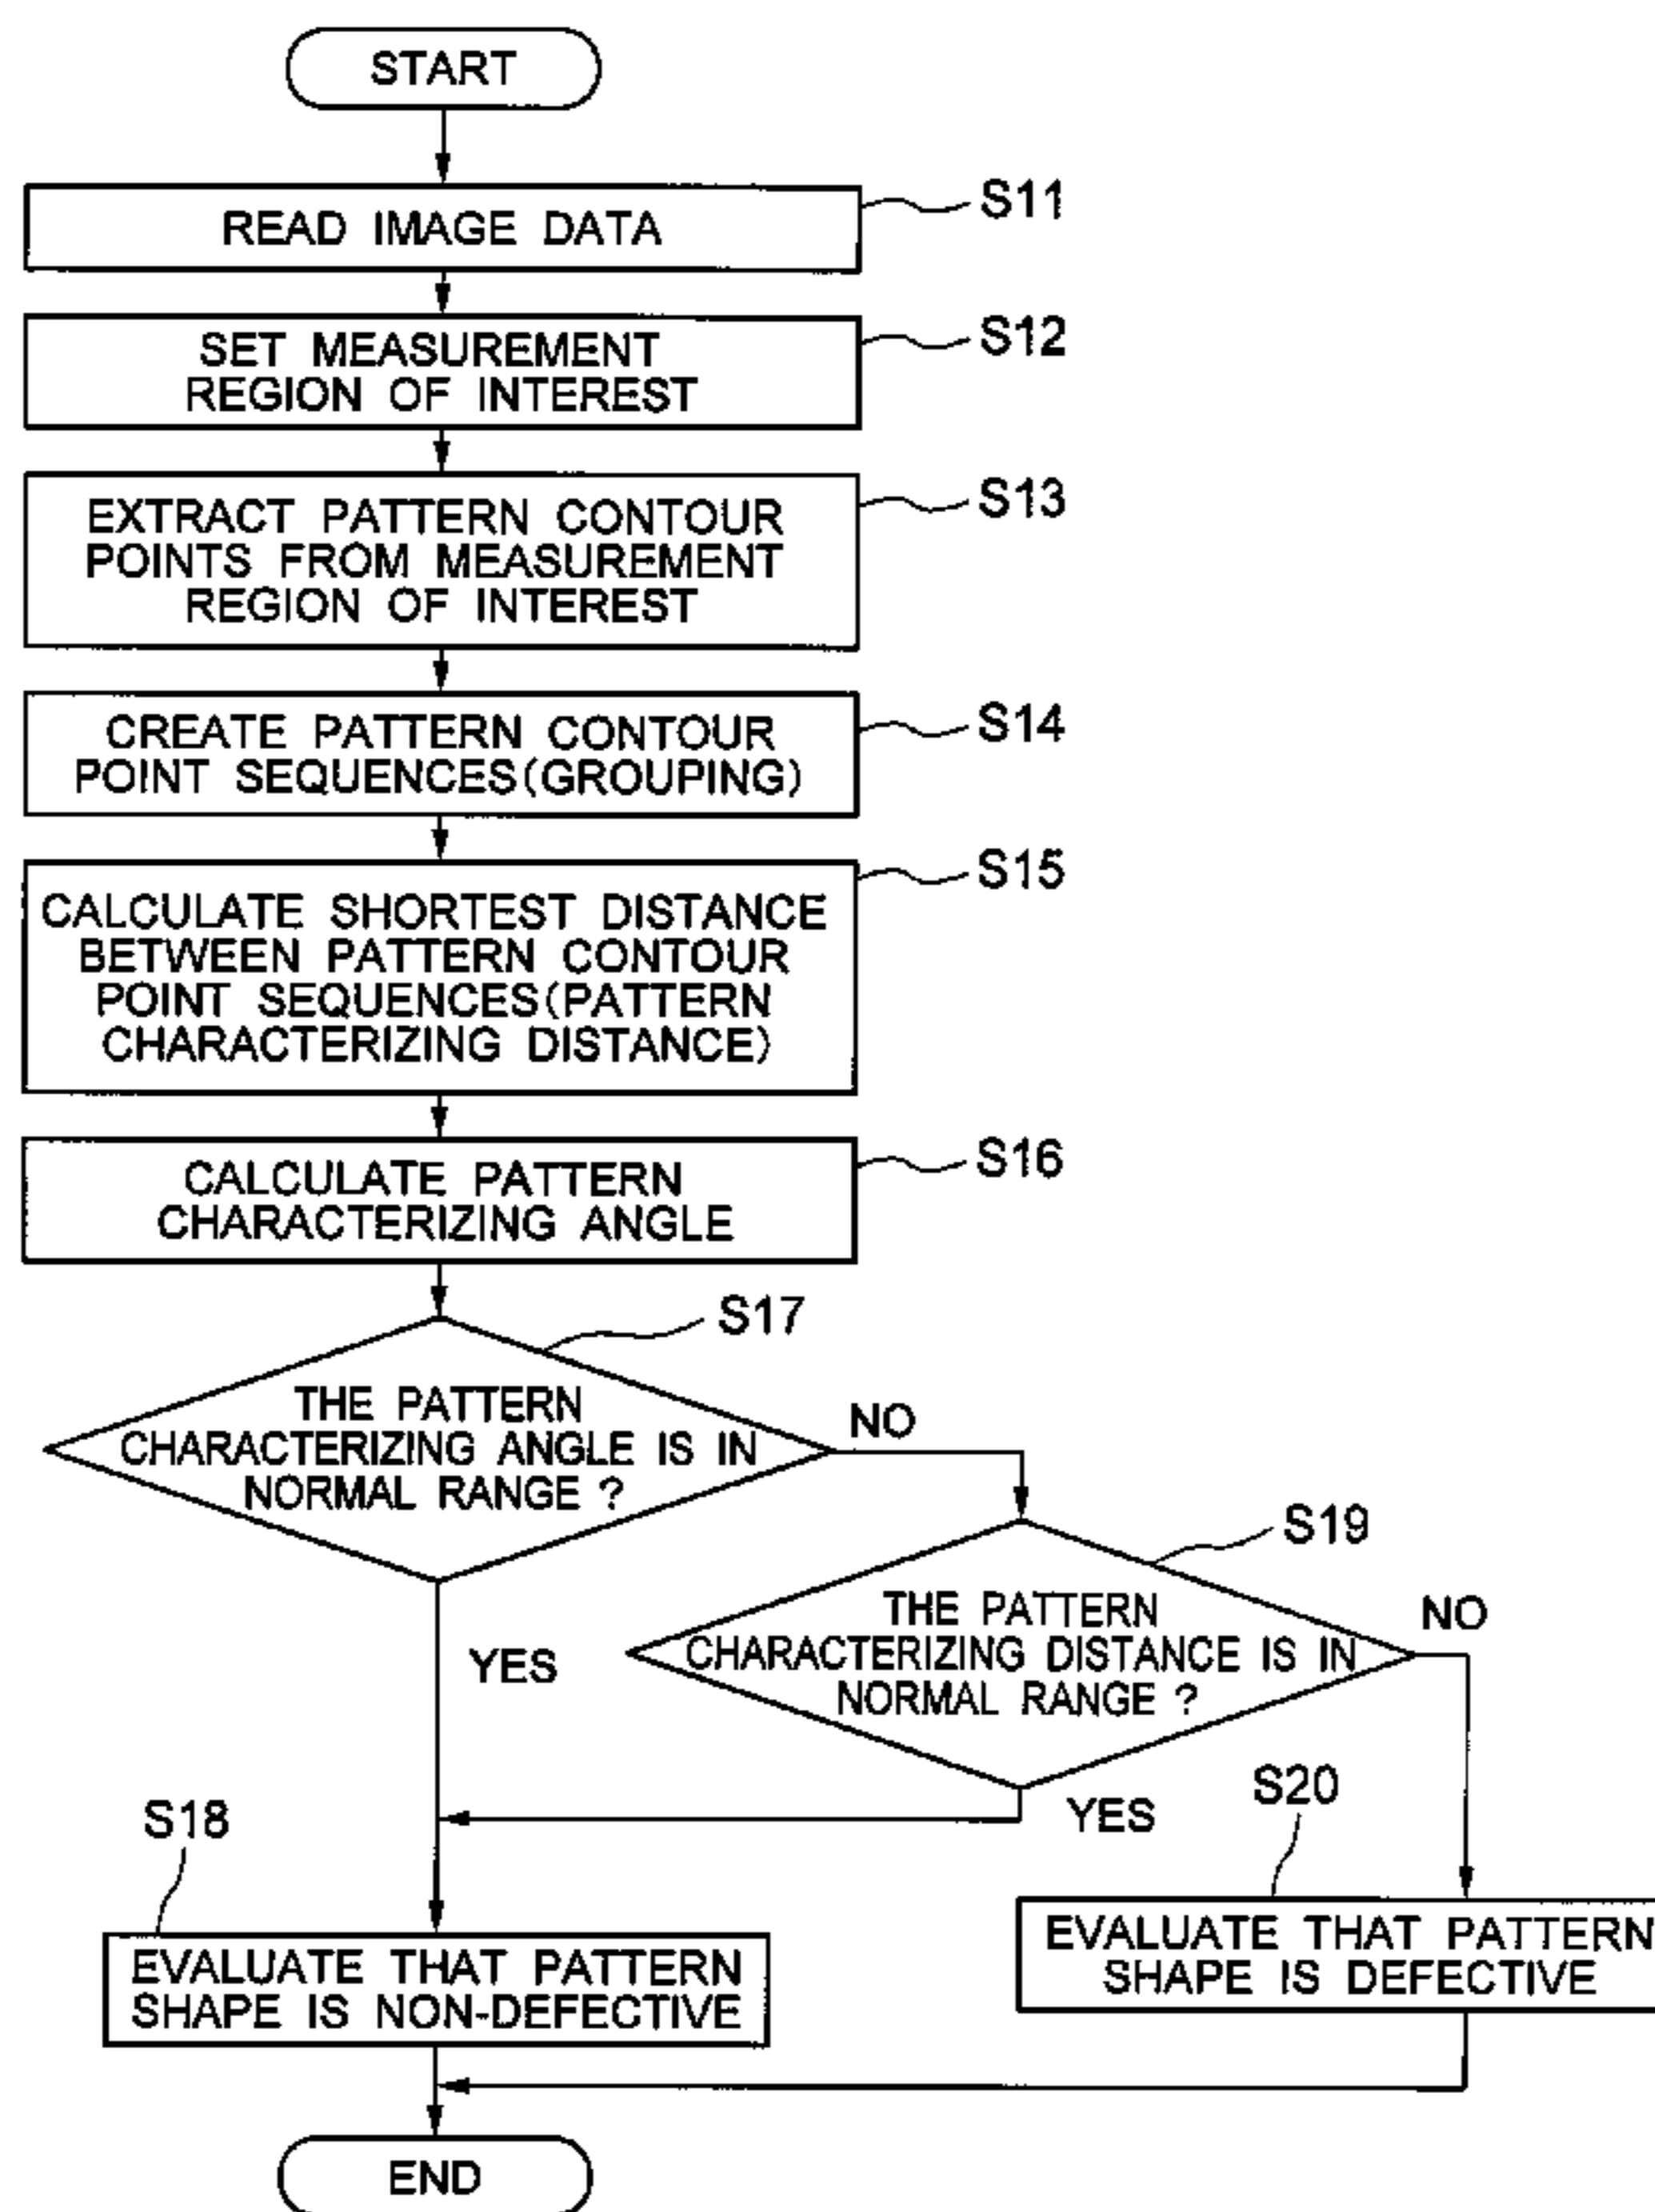 START
READ IMAGE DATA
S11
SET MEASUREMENT
REGION OF INTEREST
S12
EXTRACT PATTERN CONTOUR
POINTS FROM MEASUREMENT
REGION OF INTEREST
S13
CREATE PATTERN CONTOUR
POINT SEQUENCES(GROUPING)
S14
CALCULATE SHORTEST DISTANCE
BETWEEN PATTERN CONTOUR
POINT SEQUENCES(PATTERN
CHARACTERIZING DISTANCE)
S15
CALCULATE PATTERN
CHARACTERIZING ANGLE
S16
S17
THE PATTERN
CHARACTERIZING ANGLE IS IN
NORMAL RANGE ?
NO
YES
S19
THE PATTERN
CHARACTERIZING DISTANCE IS IN
NORMAL RANGE ?
NO
YES
S18
EVALUATE THAT PATTERN
SHAPE IS NON-DEFECTIVE
S20
EVALUATE THAT PATTERN
SHAPE IS DEFECTIVE
END